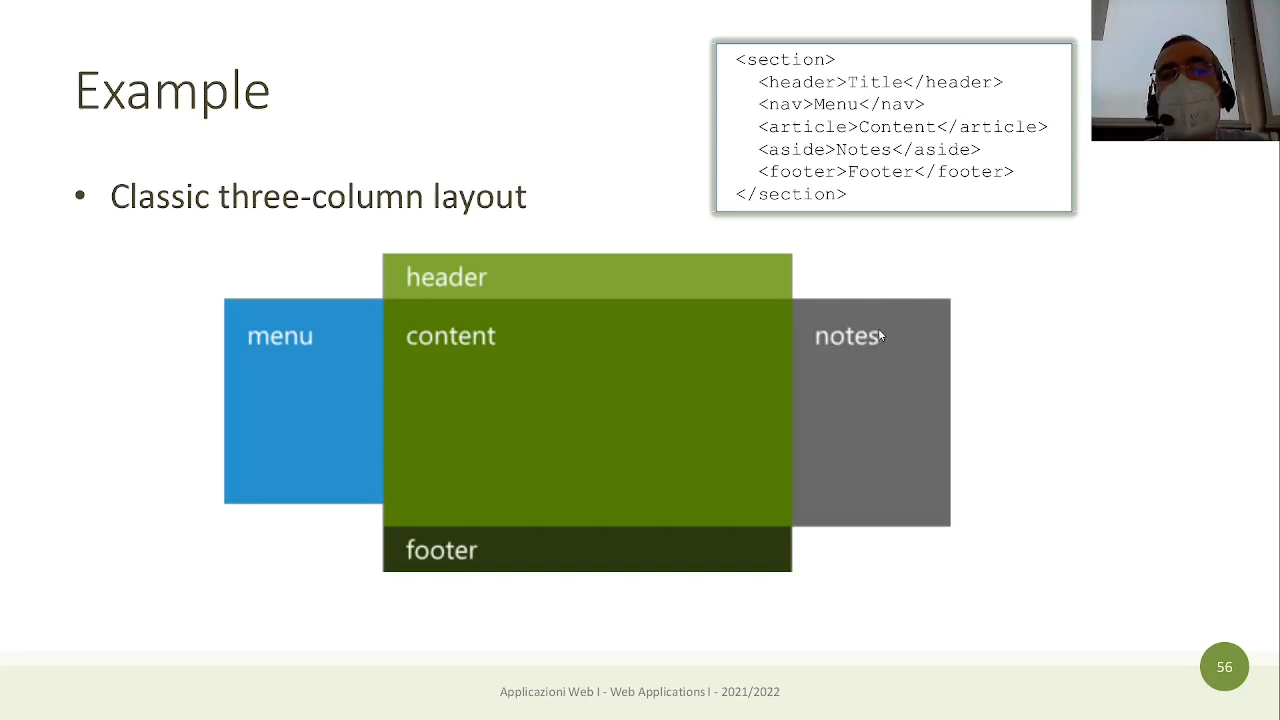 Example
<section>
<header>Title</header>
<nav>Menu</nav>
<article>Content</article>
<aside>Notes</aside>
<footer>Footer</footer>
</section>
• Classic three-column layout
header
menu
content
notes
footer
56
Applicazioni Web I - Web Applications I - 2021/2022